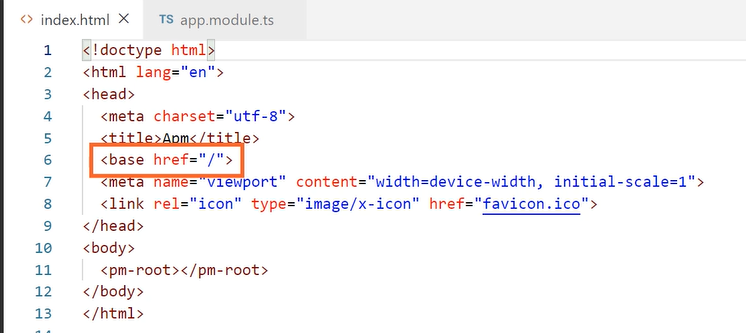 index.html
TS app.module.ts
1 <!doctype html>
2 <html lang="en">
3 <head>
4 <meta charset="utf-8">
5 <title>Apm</title>
6 <base href="/">
7 <meta name="viewport" content="width=device-width, initial-scale=1">
8 <link rel="icon" type="image/x-icon" href="favicon.ico">
9 </head>
10 <body>
11 <pm-root></pm-root>
12 </body>
13 </html>